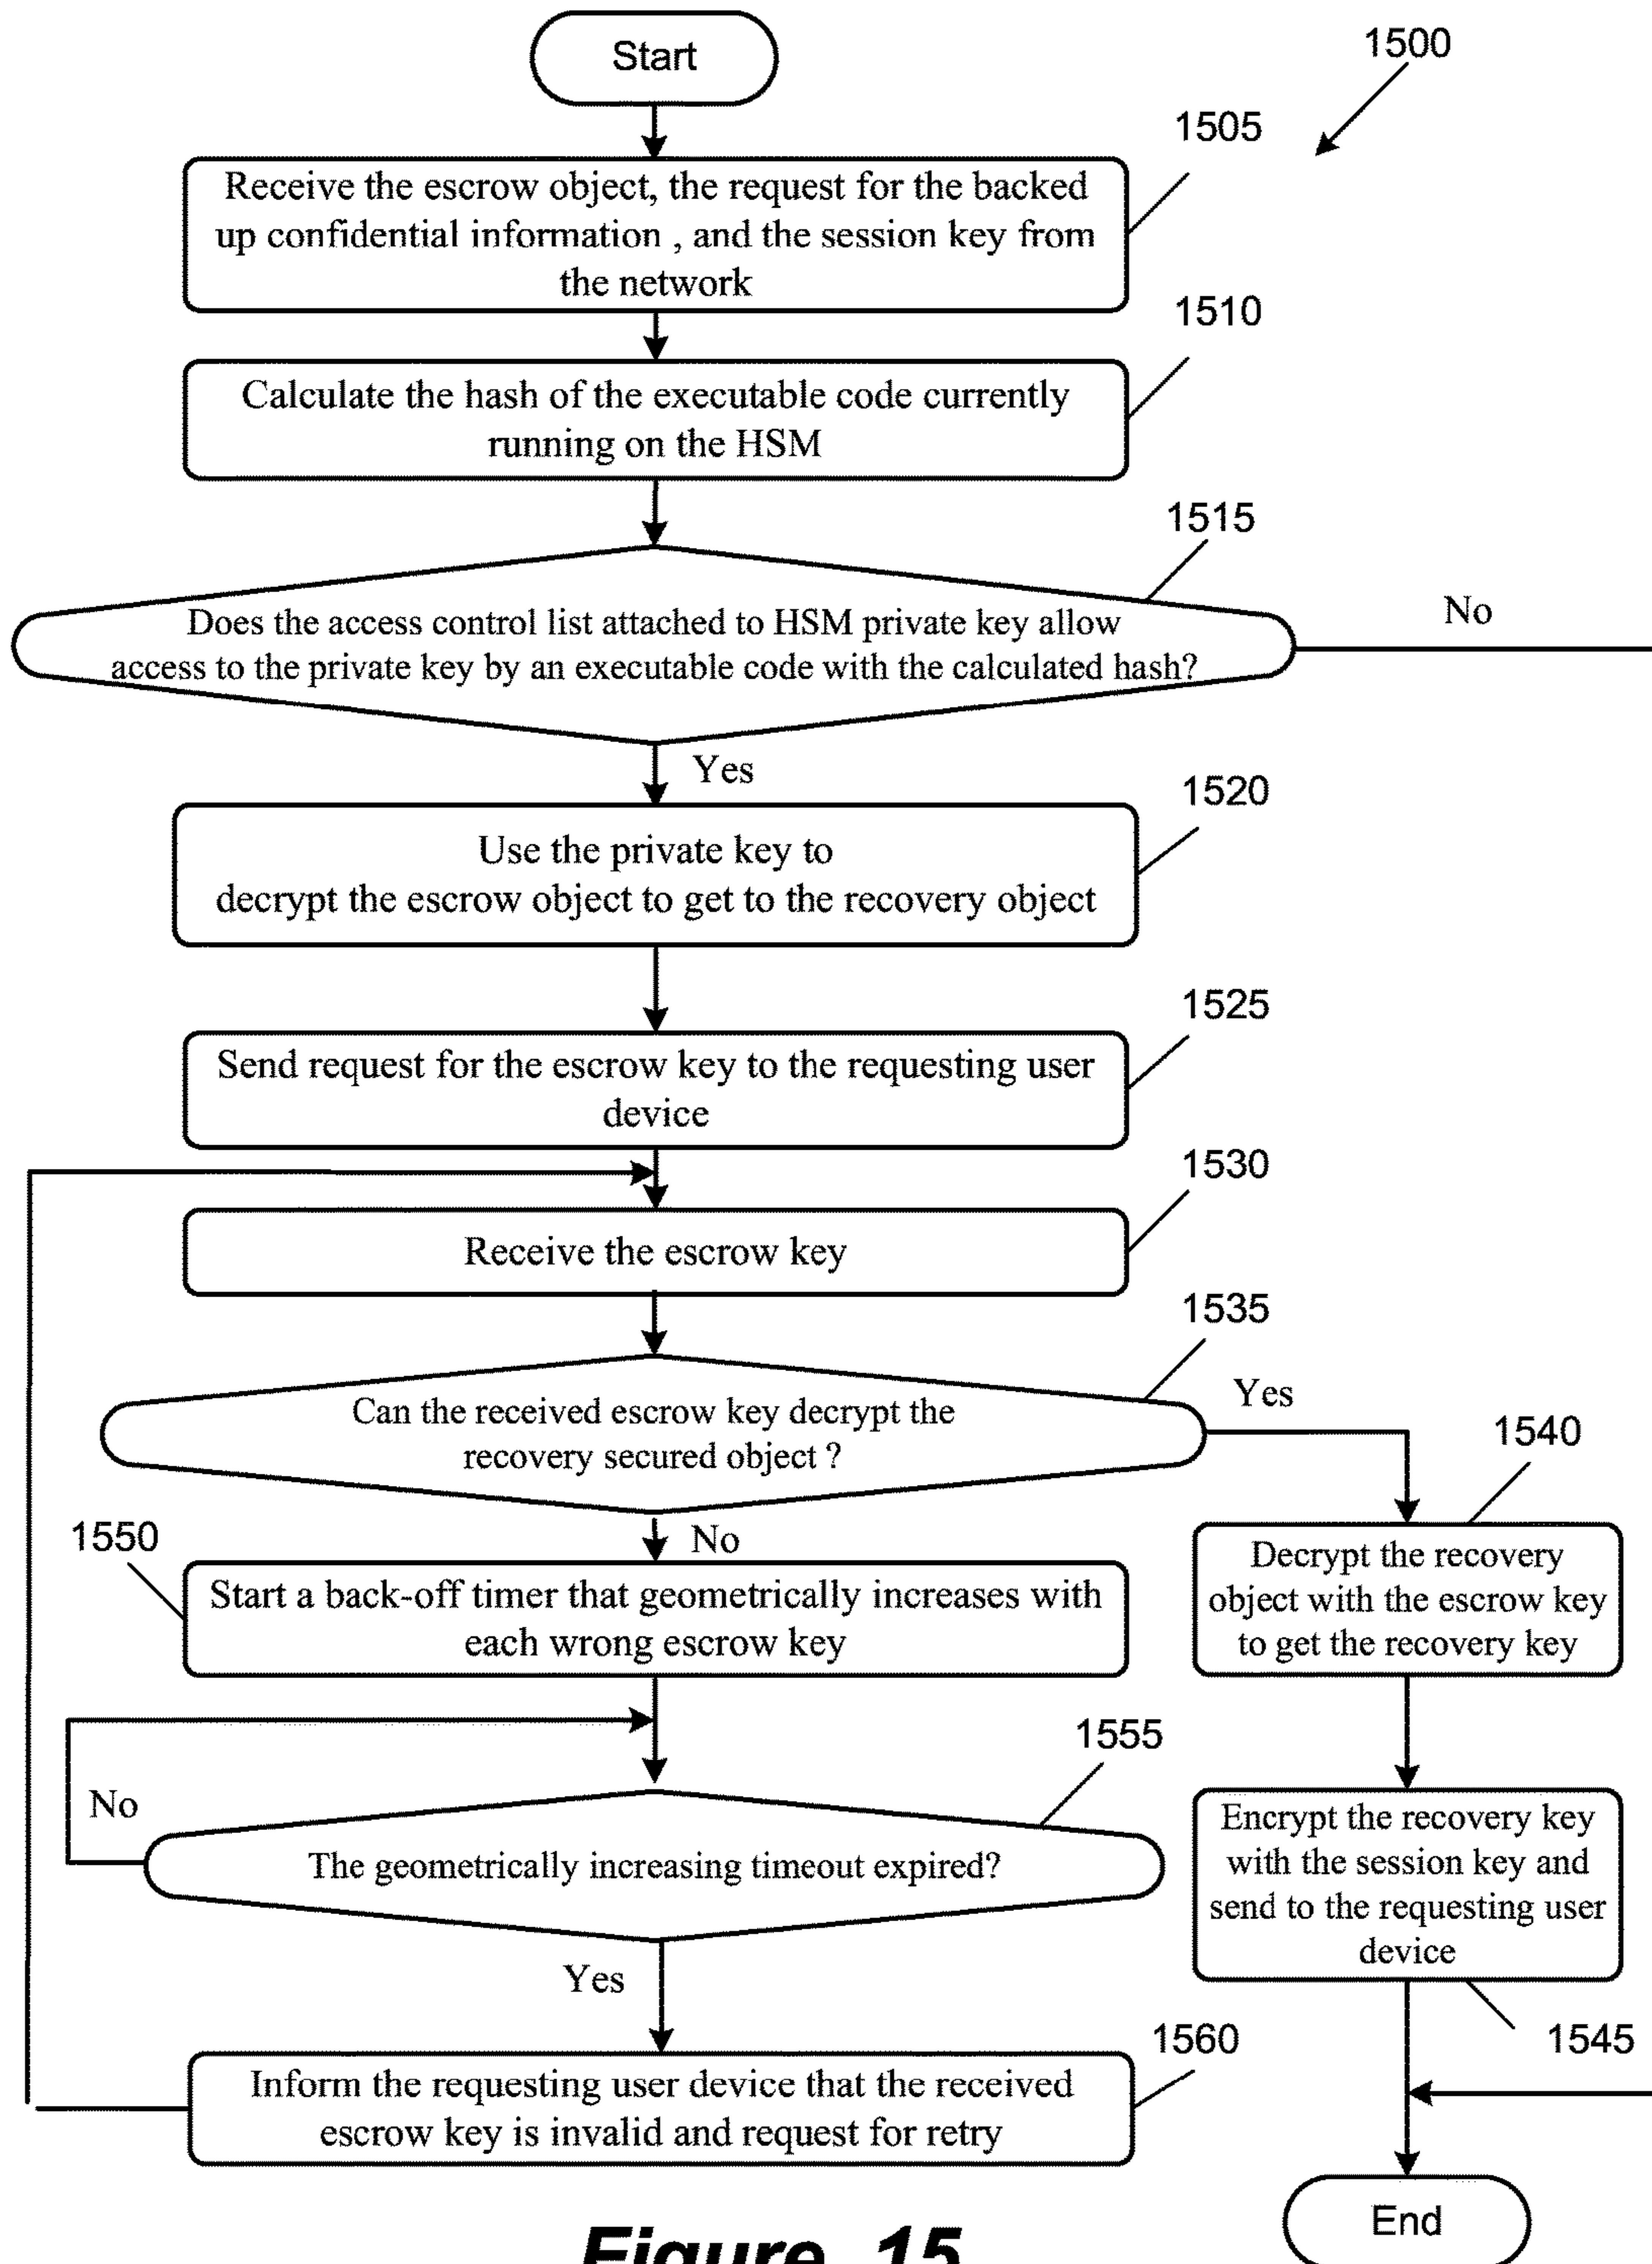 Start
1500
1505
Receive the escrow object, the request for the backed
up confidential information , and the session key from
the network
1510
Calculate the hash of the executable code currently
running on the HSM
1515
Does the access control list attached to HSM private key allow
access to the private key by an executable code with the calculated hash?
No
Yes
1520
Use the private key to
decrypt the escrow object to get to the recovery object
1525
Send request for the escrow key to the requesting user
device
1530
Receive the escrow key
1535
Can the received escrow key decrypt the
recovery secured object ?
Yes
1540
Decrypt the recovery
object with the escrow key
to get the recovery key
No
1550
Start a back-off timer that geometrically increases with
each wrong escrow key
1555
No
The geometrically increasing timeout expired?
Encrypt the recovery key
with the session key and
send to the requesting user
device
1545
Yes
1560
Inform the requesting user device that the received
escrow key is invalid and request for retry
End
Figure 15